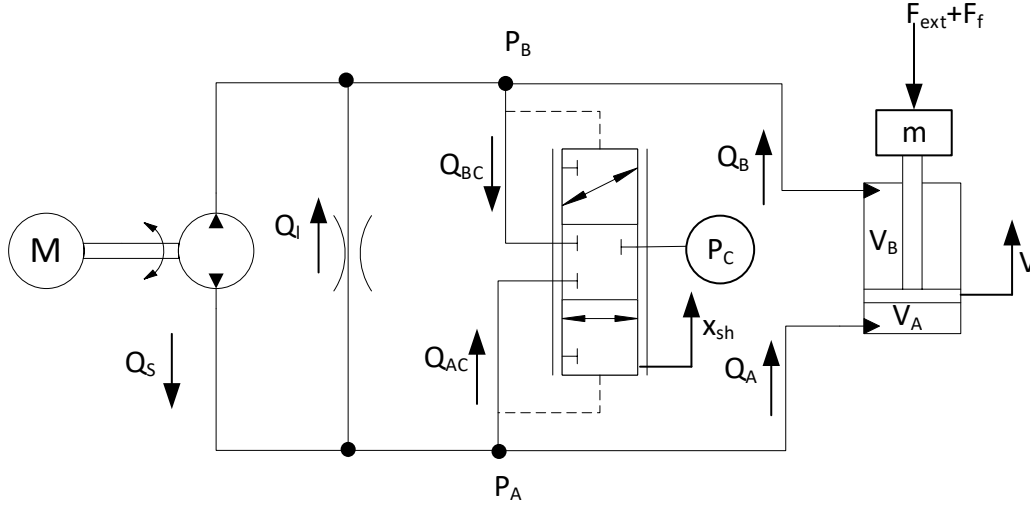 F_ext+F_f
P_B
m
Q_BC
Q_B
Q_l
M
P_C
V_B
V
V_A
x_sh
Q_S
Q_AC
Q_A
P_A